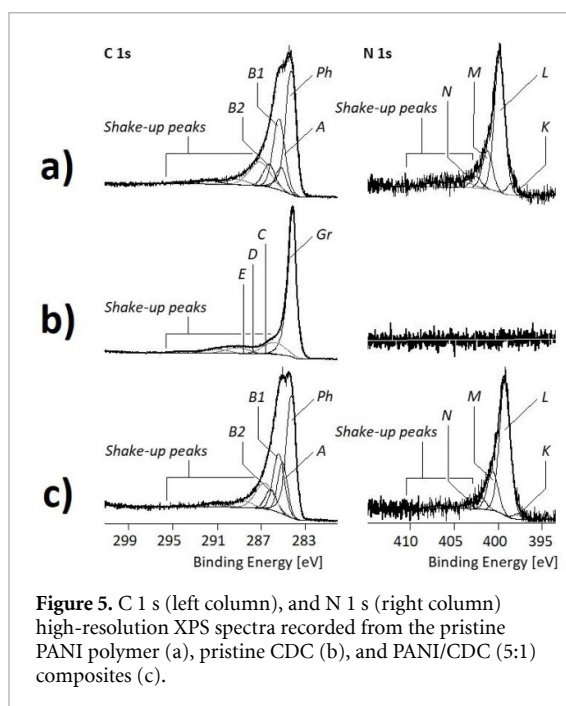 C 1s
N 1s
B1
Ph
B2
A
Shake-up peaks
a)
M
L
N
Shake-up peaks
K
C
Gr
D
E
Shake-up peaks
b)
B1
Ph
B2
A
Shake-up peaks
c)
M
L
N
Shake-up peaks
K
299 295 291 287 283
Binding Energy [eV]
410 405 400 395
Binding Energy [eV]
Figure 5. C 1 s (left column), and N 1 s (right column)
high-resolution XPS spectra recorded from the pristine
PANI polymer (a), pristine CDC (b), and PANI/CDC (5:1)
composites (c).